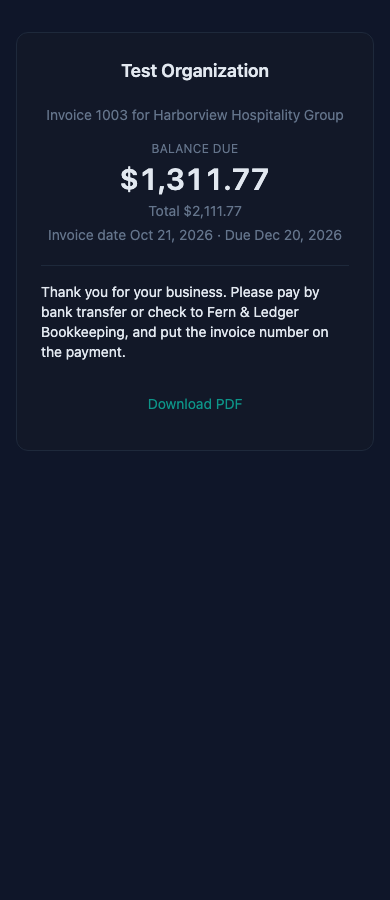 Test Organization
Invoice 1003 for Harborview Hospitality Group
BALANCE DUE
$1,311.77
Total $2,111.77
Invoice date Oct 21, 2026 · Due Dec 20, 2026
Thank you for your business. Please pay by
bank transfer or check to Fern & Ledger
Bookkeeping, and put the invoice number on
the payment.
Download PDF